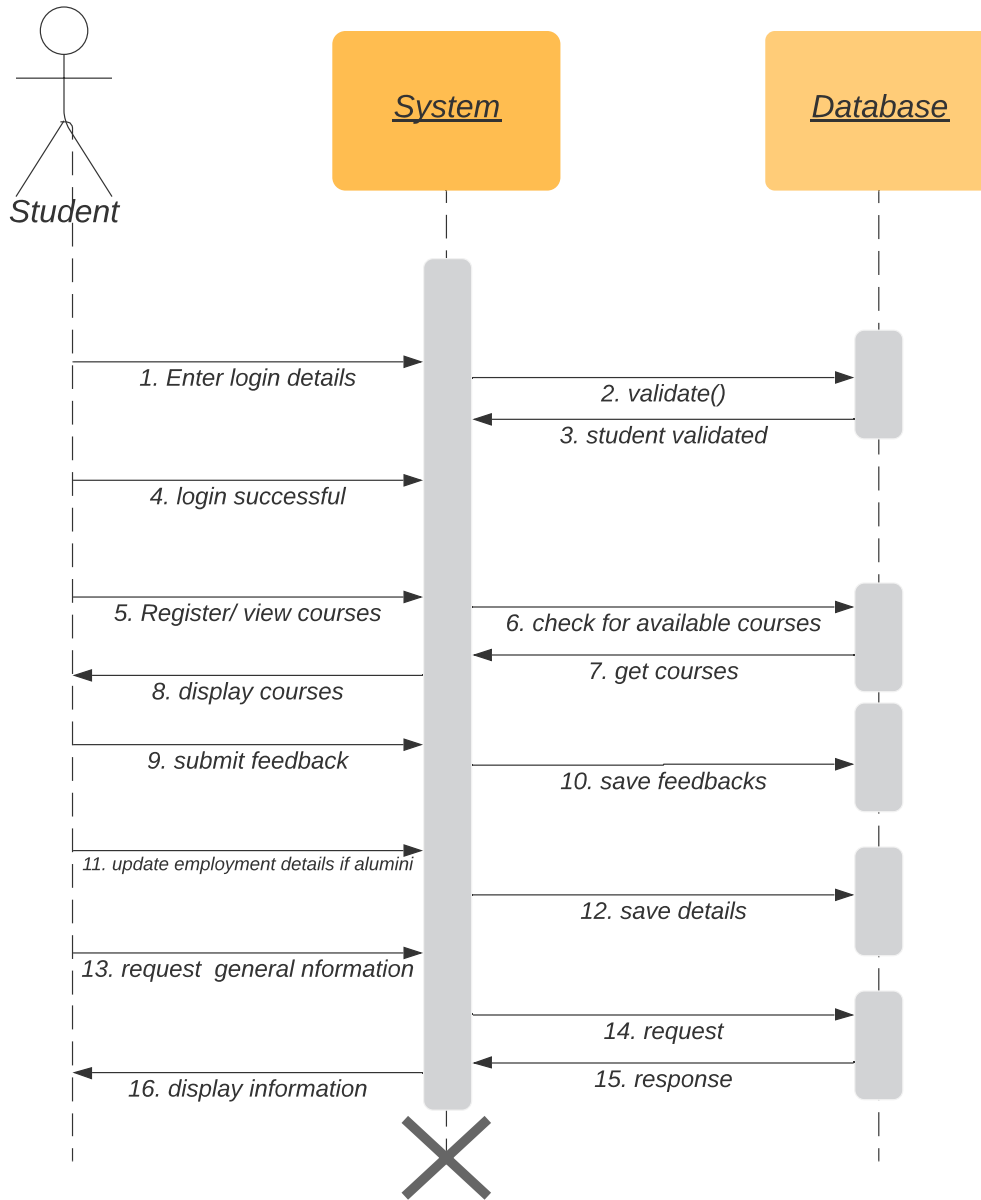 System
Database
Student
1. Enter login details
2. validate()
3. student validated
4. login successful
5. Register/ view courses
6. check for available courses
7. get courses
8. display courses
9. submit feedback
10. save feedbacks
11. update employment details if alumini
12. save details
13. request  general nformation
14. request
15. response
16. display information